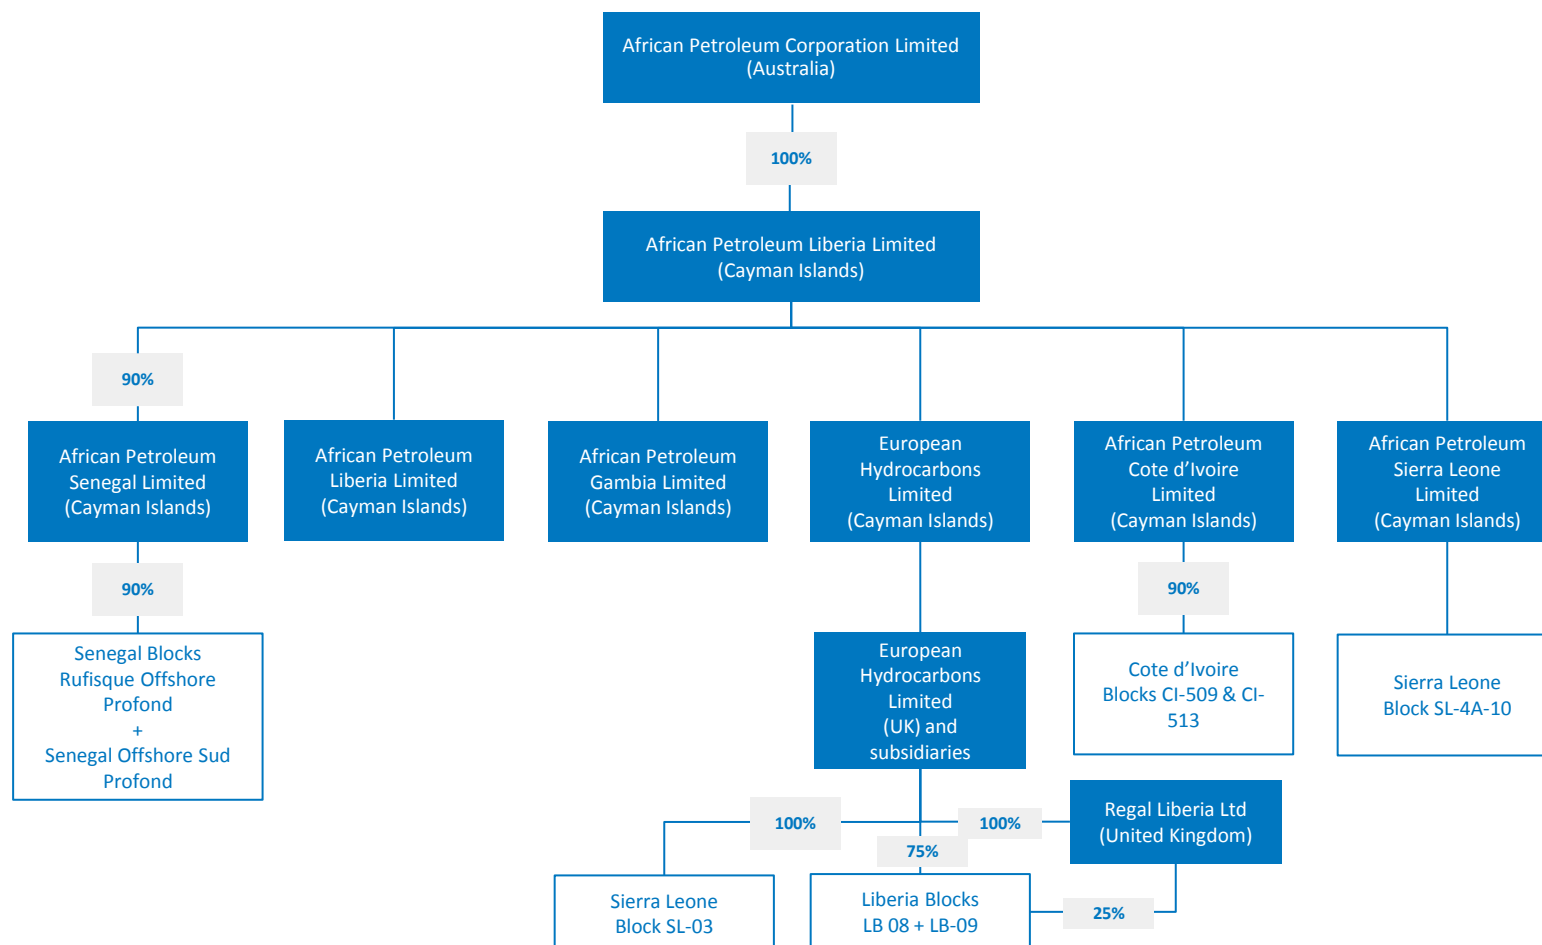 African Petroleum Corporation Limited
(Australia)
100%
African Petroleum Liberia Limited
(Cayman Islands)
90%
African Petroleum
Senegal Limited
(Cayman Islands)
African Petroleum
Liberia Limited
(Cayman Islands)
African Petroleum
Gambia Limited
(Cayman Islands)
European
Hydrocarbons
Limited
(Cayman Islands)
African Petroleum
Cote d’Ivoire
Limited
(Cayman Islands)
African Petroleum
Sierra Leone
Limited
(Cayman Islands)
90%
90%
Senegal Blocks
Rufisque Offshore
Profond
+
Senegal Offshore Sud
Profond
European
Hydrocarbons
Limited
(UK) and
subsidiaries
Cote d’Ivoire
Blocks CI-509 & CI-
513
Sierra Leone
Block SL-4A-10
100%
100%
Regal Liberia Ltd
(United Kingdom)
75%
Sierra Leone
Block SL-03
Liberia Blocks
LB 08 + LB-09
25%